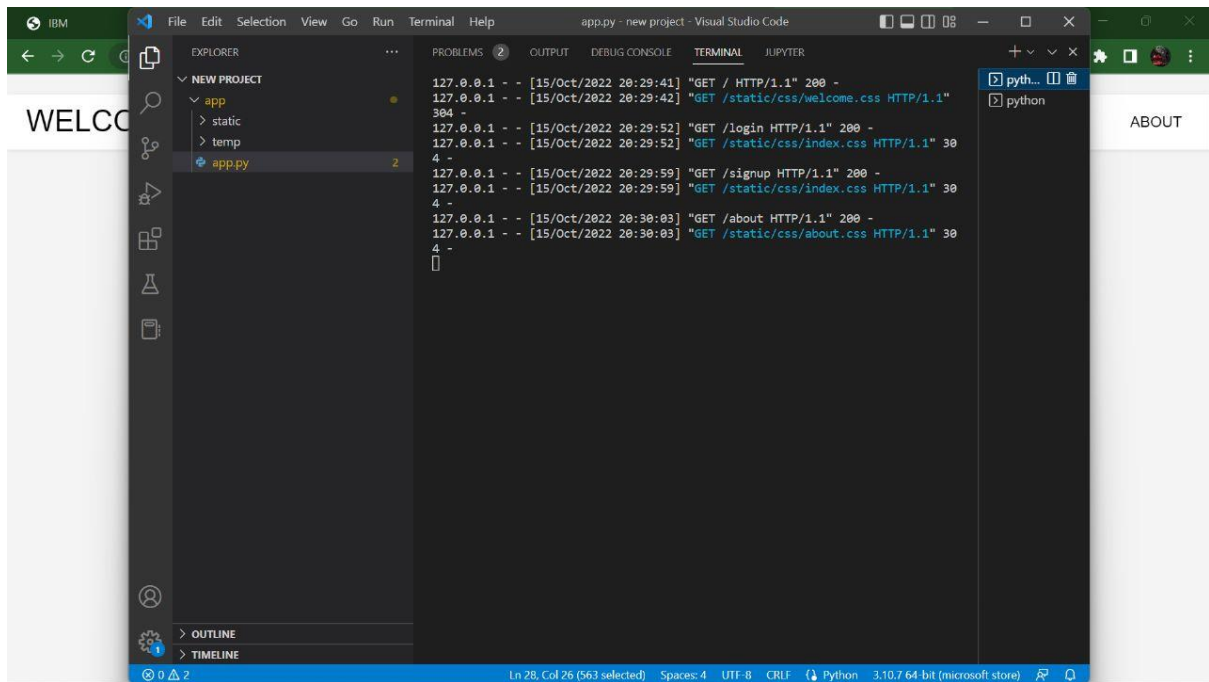 IBM
File Edit Selection View Go Run Terminal Help
app.py - new project - Visual Studio Code
WELCO
ABOUT
EXPLORER
NEW PROJECT
app
static
temp
app.py 2
OUTLINE
TIMELINE
PROBLEMS 2 OUTPUT DEBUG CONSOLE TERMINAL JUPYTER
127.0.0.1 - - [15/Oct/2022 20:29:41] "GET / HTTP/1.1" 200 -
127.0.0.1 - - [15/Oct/2022 20:29:42] "GET /static/css/welcome.css HTTP/1.1"
304 -
127.0.0.1 - - [15/Oct/2022 20:29:52] "GET /login HTTP/1.1" 200 -
127.0.0.1 - - [15/Oct/2022 20:29:52] "GET /static/css/index.css HTTP/1.1" 30
4 -
127.0.0.1 - - [15/Oct/2022 20:29:59] "GET /signup HTTP/1.1" 200 -
127.0.0.1 - - [15/Oct/2022 20:29:59] "GET /static/css/index.css HTTP/1.1" 30
4 -
127.0.0.1 - - [15/Oct/2022 20:30:03] "GET /about HTTP/1.1" 200 -
127.0.0.1 - - [15/Oct/2022 20:30:03] "GET /static/css/about.css HTTP/1.1" 30
4 -
pyth...
python
1
0 2
Ln 28, Col 26 (563 selected) Spaces: 4 UTF-8 CRLF Python 3.10.7 64-bit (microsoft store)